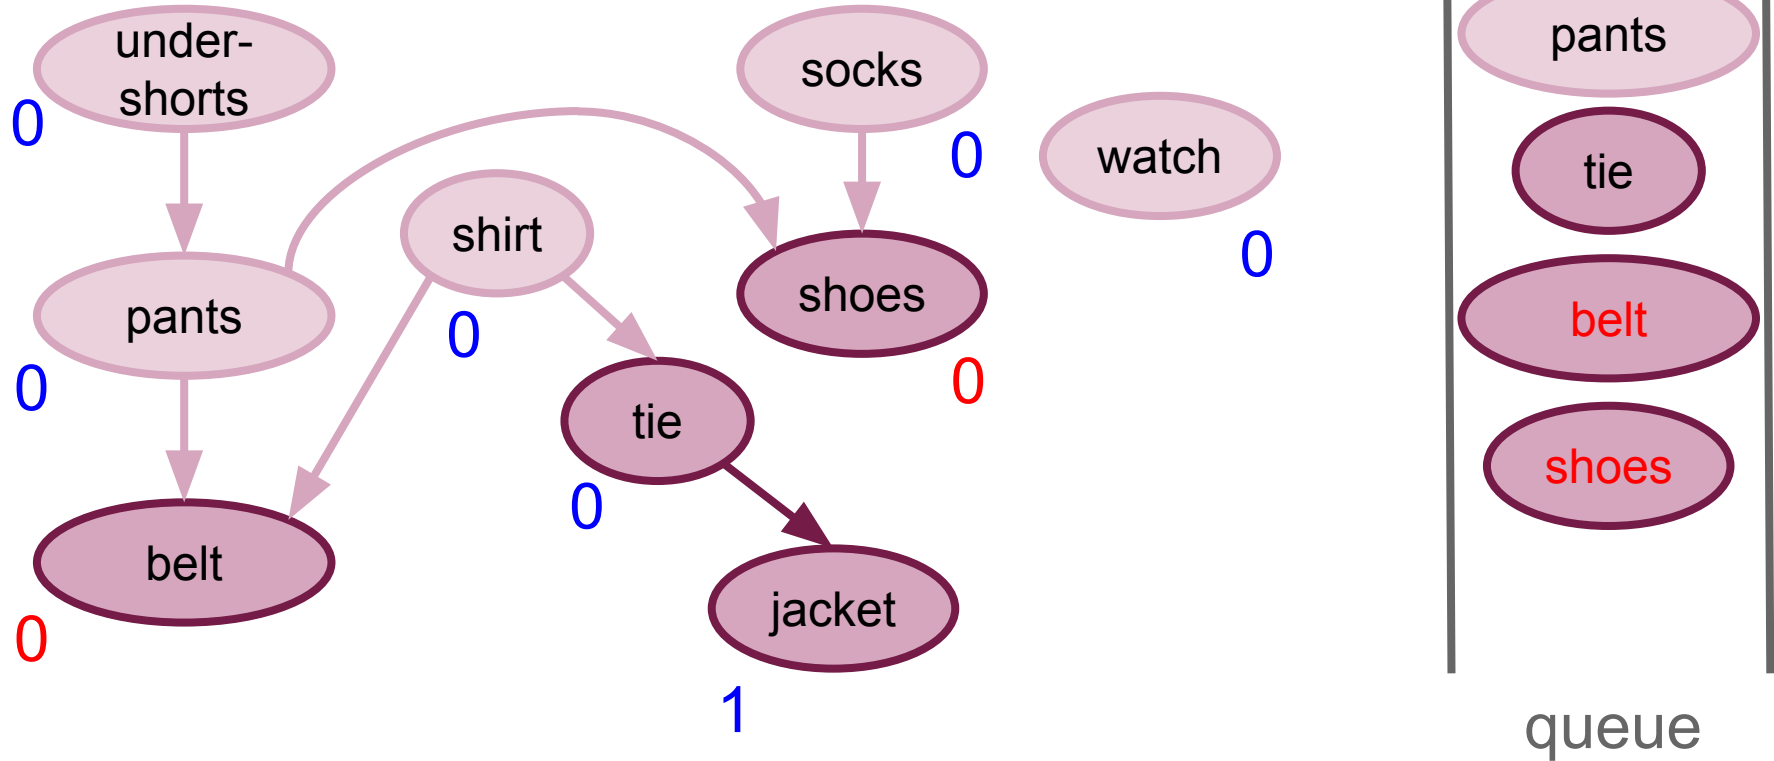 under-
shorts
0
socks
0
watch
0
shirt
0
pants
0
shoes
0
tie
0
belt
0
jacket
1
pants
tie
belt
shoes
queue